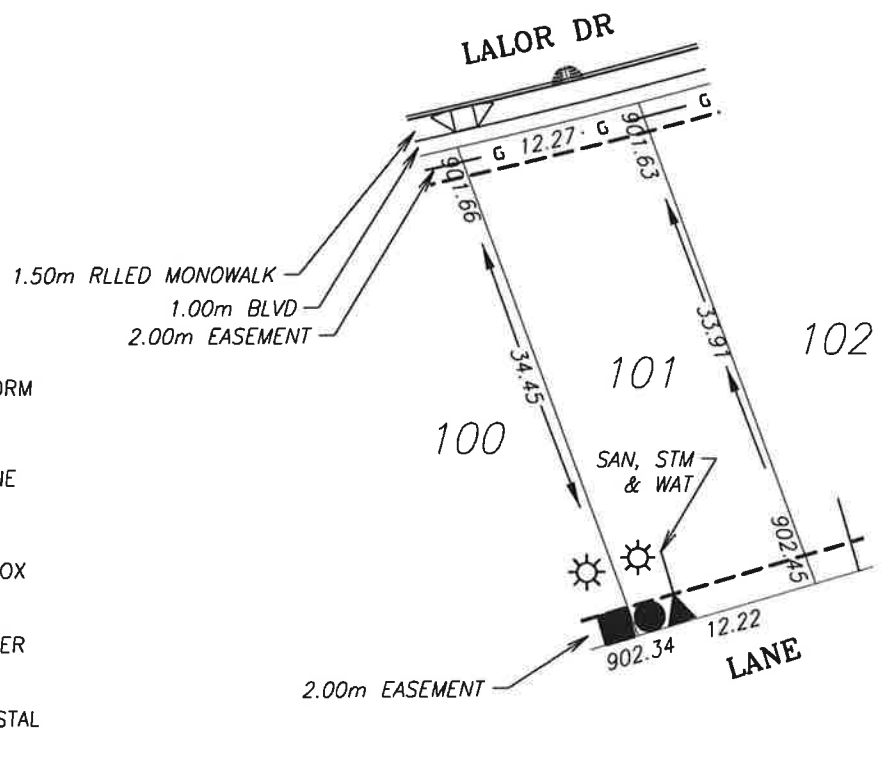 LALOR DR
G 12.27 G G
901.66
901.63
1.50m RLLED MONOWALK
1.00m BLVD
2.00m EASEMENT
34.45
33.91
102
101
100
ORM
NE
OX
ER
STAL
SAN, STM
& WAT
902.45
12.22
902.34
LANE
2.00m EASEMENT